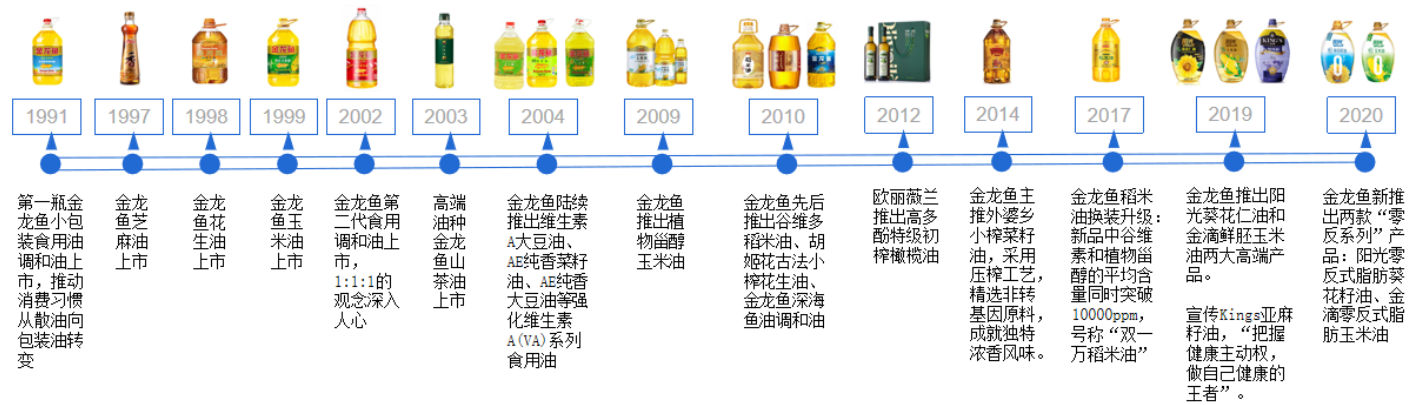 1991
1997
1998
1999
2002
2003
2004
2009
2010
2012
2014
2017
2019
2020
第一瓶金
龙鱼小包
装食用油
调和油上
市，推动
消费习惯
从散油向
包装油转
变
金龙
鱼芝
麻油
上市
金龙
鱼花
生油
上市
金龙
鱼玉
米油
上市
金龙鱼第
二代食用
调和油上
市，
1:1:1的
观念深入
人心
高端
油种
金龙
鱼山
茶油
上市
金龙鱼陆续
推出维生素
A大豆油、
AE纯香菜籽
油、AE纯香
大豆油等强
化维生素
A(VA)系列
食用油
金龙鱼
推出植
物甾醇
玉米油
金龙鱼先后
推出谷维多
稻米油、胡
姬花古法小
榨花生油、
金龙鱼深海
鱼油调和油
欧丽薇兰
推出高多
酚特级初
榨橄榄油
金龙鱼主
推外婆乡
小榨菜籽
油，采用
压榨工艺，
精选非转
基因原料，
成就独特
浓香风味。
金龙鱼稻米
油换装升级：
新品中谷维
素和植物甾
醇的平均含
量同时突破
10000ppm，
号称“双一
万稻米油”
金龙鱼推出阳
光葵花仁油和
金滴鲜胚玉米
油两大高端产
品。
宣传Kings亚麻
籽油，“把握
健康主动权，
做自己健康的
王者”。
金龙鱼新推
出两款“零
反系列”产
品：阳光零
反式脂肪葵
花籽油、金
滴零反式脂
肪玉米油